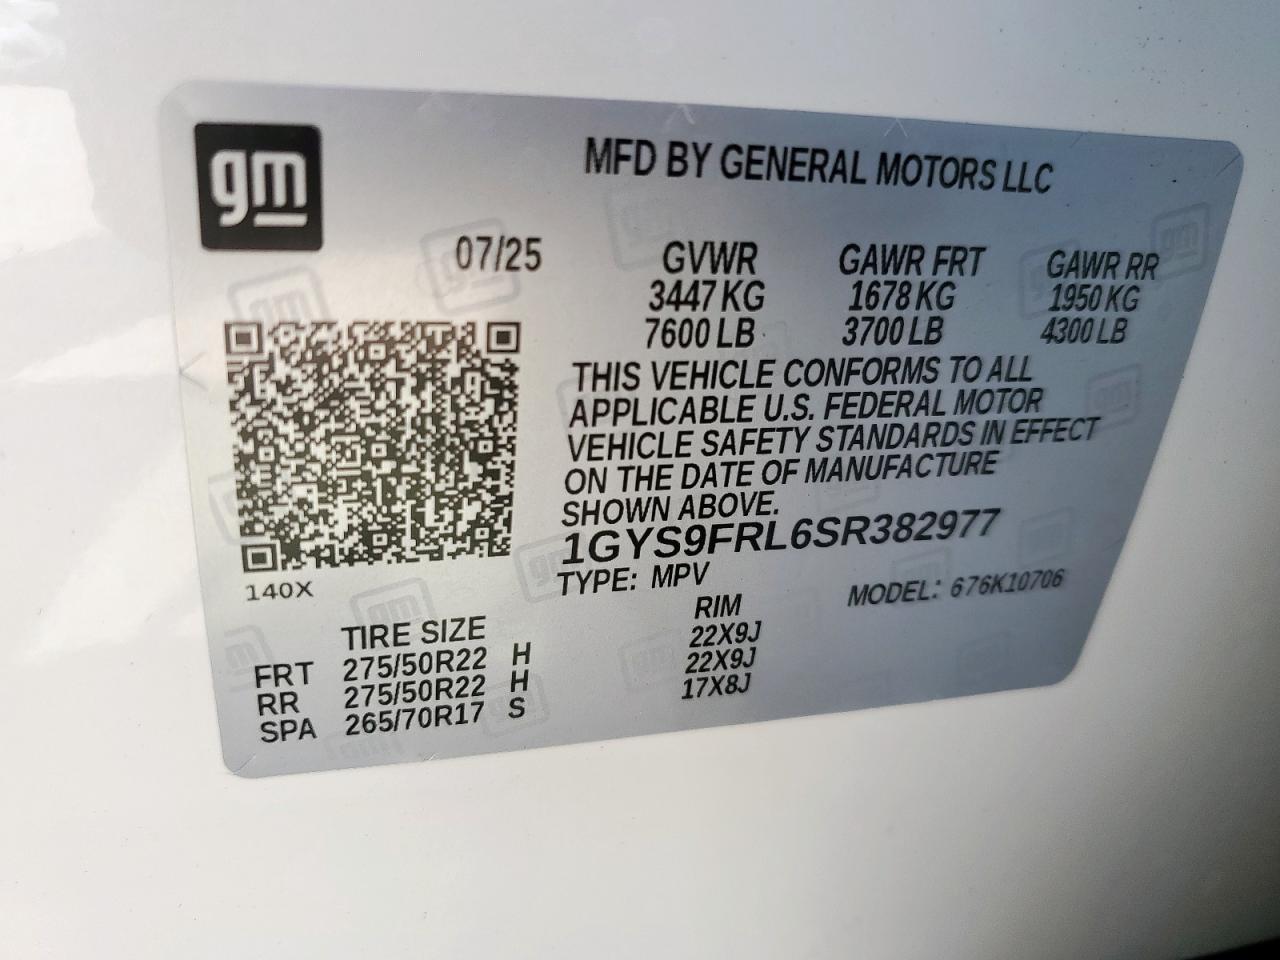 gm
MFD BY GENERAL MOTORS LLC
07/25 GVWR GAWR FRT GAWR RR
3447 KG 1678 KG 1950 KG
7600 LB 3700 LB 4300 LB
THIS VEHICLE CONFORMS TO ALL
APPLICABLE U.S. FEDERAL MOTOR
VEHICLE SAFETY STANDARDS IN EFFECT
ON THE DATE OF MANUFACTURE
SHOWN ABOVE.
1GYS9FRL6SR382977
TYPE: MPV MODEL: 676K10706
140X
TIRE SIZE RIM
FRT 275/50R22 H 22X9J
RR 275/50R22 H 22X9J
SPA 265/70R17 S 17X8J